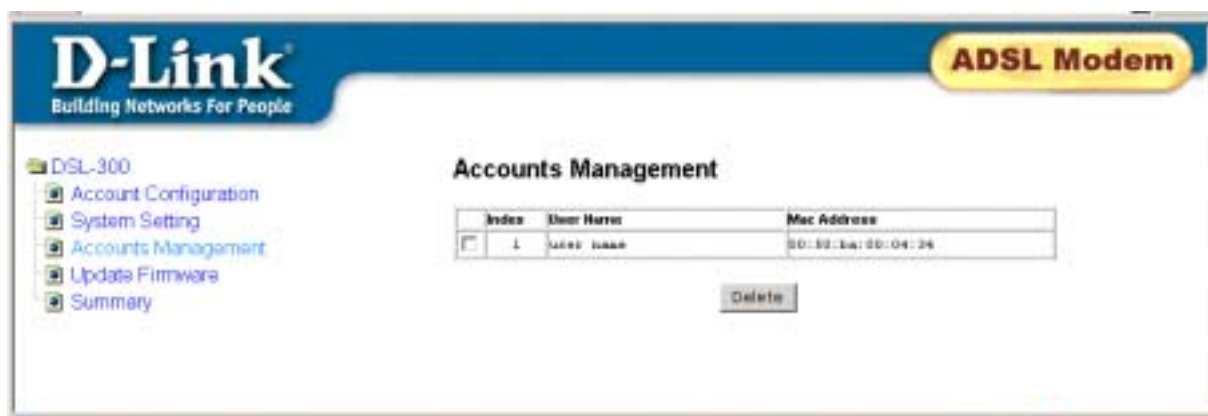 D-Link
Building Networks For People
ADSL Modem
DSL-300
Account Configuration
System Setting
Accounts Management
Update Firmware
Summary
Accounts Management
Index User Name Mac Address
1 user name
Delete